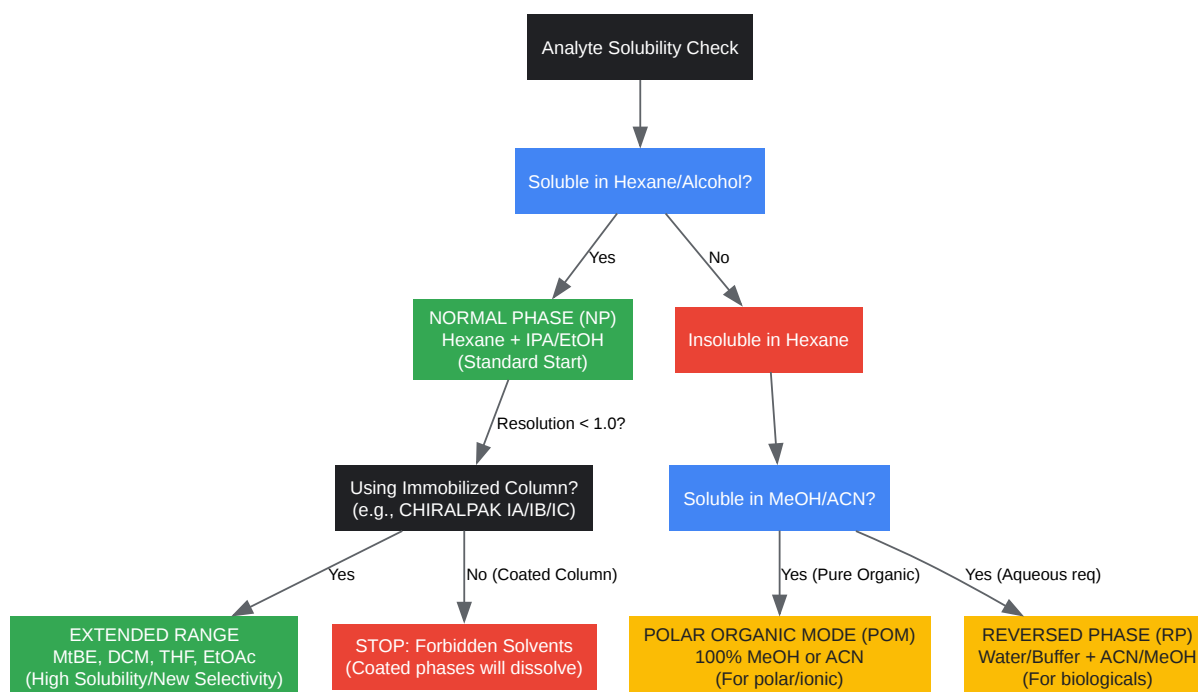 Analyte Solubility Check
Soluble in Hexane/Alcohol?
Yes
No
NORMAL PHASE (NP)
Hexane + IPA/EtOH
(Standard Start)
Insoluble in Hexane
Resolution < 1.0?
Using Immobilized Column?
(e.g., CHIRALPAK IA/IB/IC)
Soluble in MeOH/ACN?
Yes
No (Coated Column)
Yes (Pure Organic)
Yes (Aqueous req)
EXTENDED RANGE
MtBE, DCM, THF, EtOAc
(High Solubility/New Selectivity)
STOP: Forbidden Solvents
(Coated phases will dissolve)
POLAR ORGANIC MODE (POM)
100% MeOH or ACN
(For polar/ionic)
REVERSED PHASE (RP)
Water/Buffer + ACN/MeOH
(For biologicals)